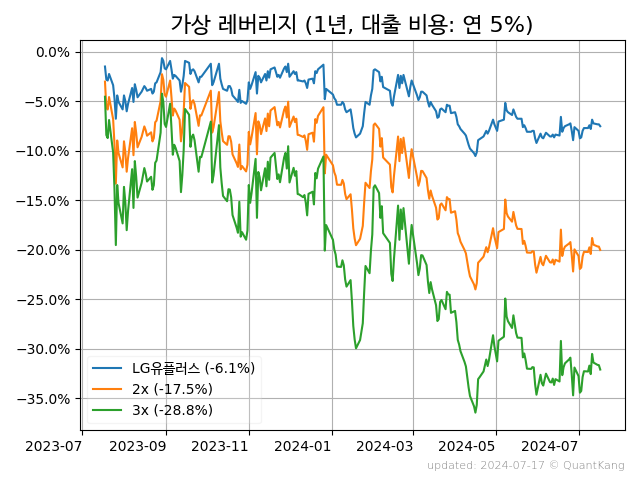 가상 레버리지 (1년, 대출 비용: 연 5%)
0.0%
−5.0%
−10.0%
−15.0%
−20.0%
−25.0%
−30.0%
−35.0%
LG유플러스 (-6.1%)
2x (-17.5%)
3x (-28.8%)
2023-07 2023-09 2023-11 2024-01 2024-03 2024-05 2024-07
updated: 2024-07-17 © QuantKang